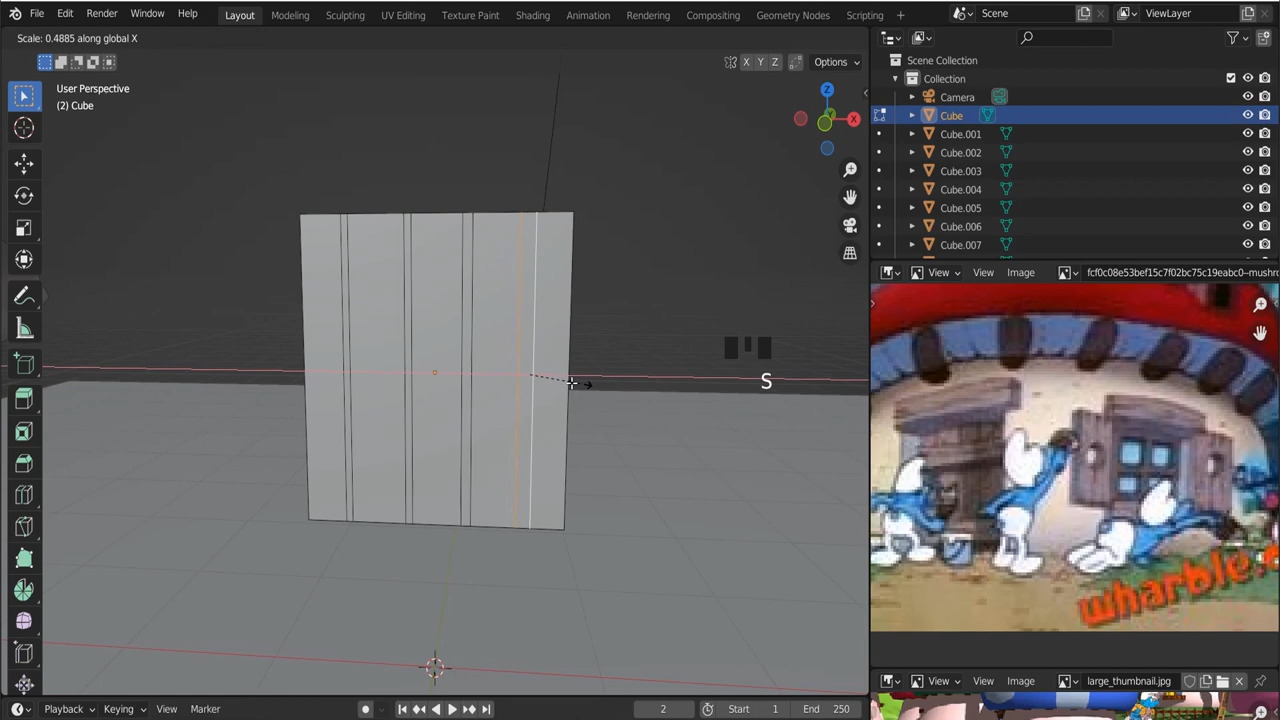 File Edit Render Window Help Layout Modeling Sculpting UV Editing Texture Paint Shading Animation Rendering Compositing Geometry Nodes Scripting + Scene ViewLayer
Scale: 0.4885 along global X
X Y Z Options
User Perspective
(2) Cube
Z
X
S
Scene Collection
Collection
Camera
Cube
Cube.001
Cube.002
Cube.003
Cube.004
Cube.005
Cube.006
Cube.007
View View Image fcf0c08e53bef15c7f02bc75c19eabc0--mushr
wharble.
View View Image large_thumbnail.jpg
Playback Keying View Marker 2 Start 1 End 250